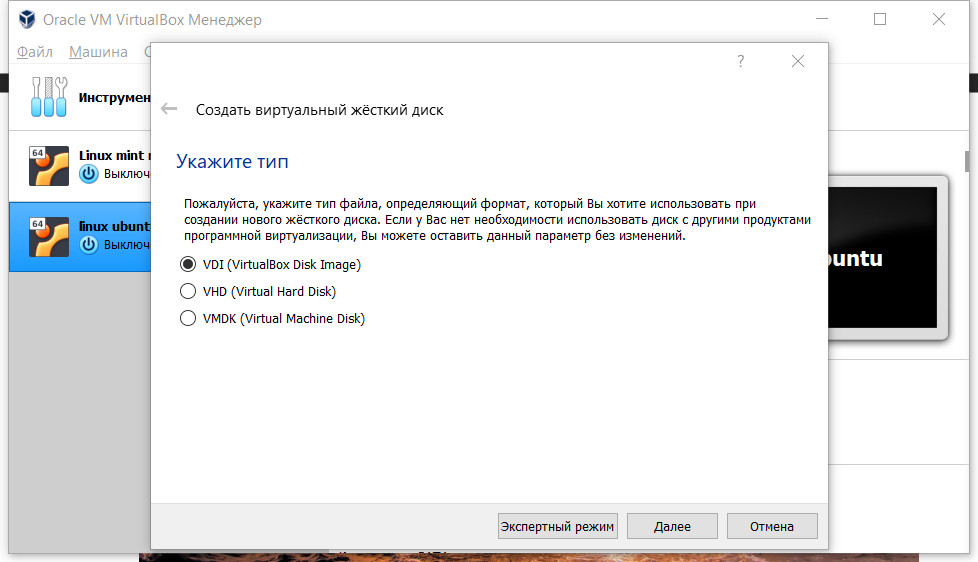 Oracle VM VirtualBox Менеджер
Файл Машина
?
Создать виртуальный жёсткий диск
Инструмен
Укажите тип
64 Linux mint
Выключ
Пожалуйста, укажите тип файла, определяющий формат, который Вы хотите использовать при
создании нового жёсткого диска. Если у Вас нет необходимости использовать диск с другими продуктами
программной виртуализации, Вы можете оставить данный параметр без изменений.
64 linux ubunt
Выключ
VDI (VirtualBox Disk Image)
VHD (Virtual Hard Disk)
VMDK (Virtual Machine Disk)
buntu
Экспертный режим Далее Отмена